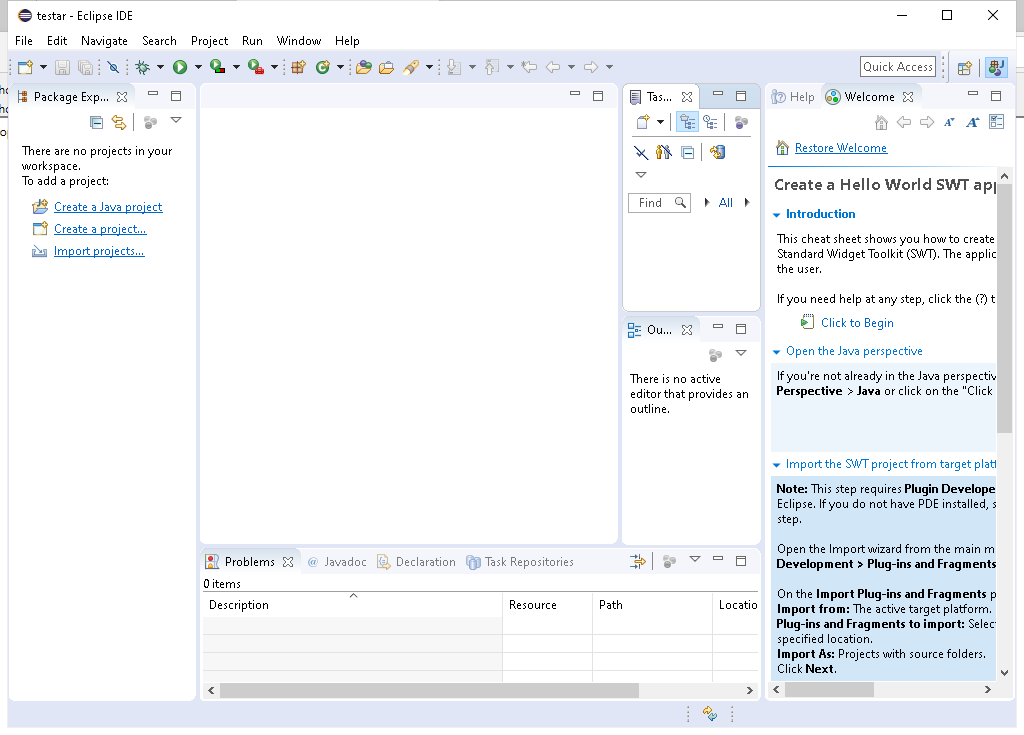 testar - Eclipse IDE
File Edit Navigate Search Project Run Window Help
Quick Access
Package Exp...
There are no projects in your
workspace.
To add a project:
Create a Java project
Create a project...
Import projects...
Tas...
Find
All
Ou...
There is no active
editor that provides an
outline.
Help
Welcome
Restore Welcome
Create a Hello World SWT app
Introduction
This cheat sheet shows you how to create
Standard Widget Toolkit (SWT). The applic
the user.
If you need help at any step, click the (?) t
Click to Begin
Open the Java perspective
If you're not already in the Java perspectiv
Perspective > Java or click on the "Click
Import the SWT project from target platf
Note: This step requires Plugin Develope
Eclipse. If you do not have PDE installed, s
step.
Open the Import wizard from the main m
Development > Plug-ins and Fragments
On the Import Plug-ins and Fragments p
Import from: The active target platform.
Plug-ins and Fragments to import: Selec
specified location.
Import As: Projects with source folders.
Click Next.
Problems
@ Javadoc
Declaration
Task Repositories
0 items
Description Resource Path Locatio